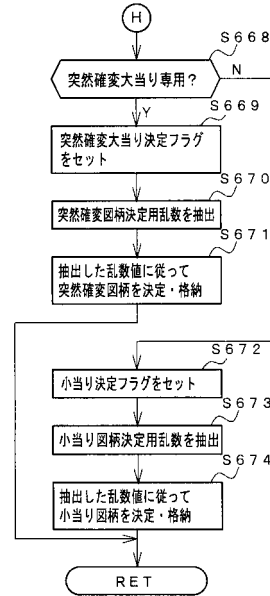 H
S668
突然確変大当り専用?
N
Y
S669
突然確変大当り決定フラグ
をセット
S670
突然確変図柄決定用乱数を抽出
S671
抽出した乱数値に従って
突然確変図柄を決定・格納
S672
小当り決定フラグをセット
S673
小当り図柄決定用乱数を抽出
S674
抽出した乱数値に従って
小当り図柄を決定・格納
RET